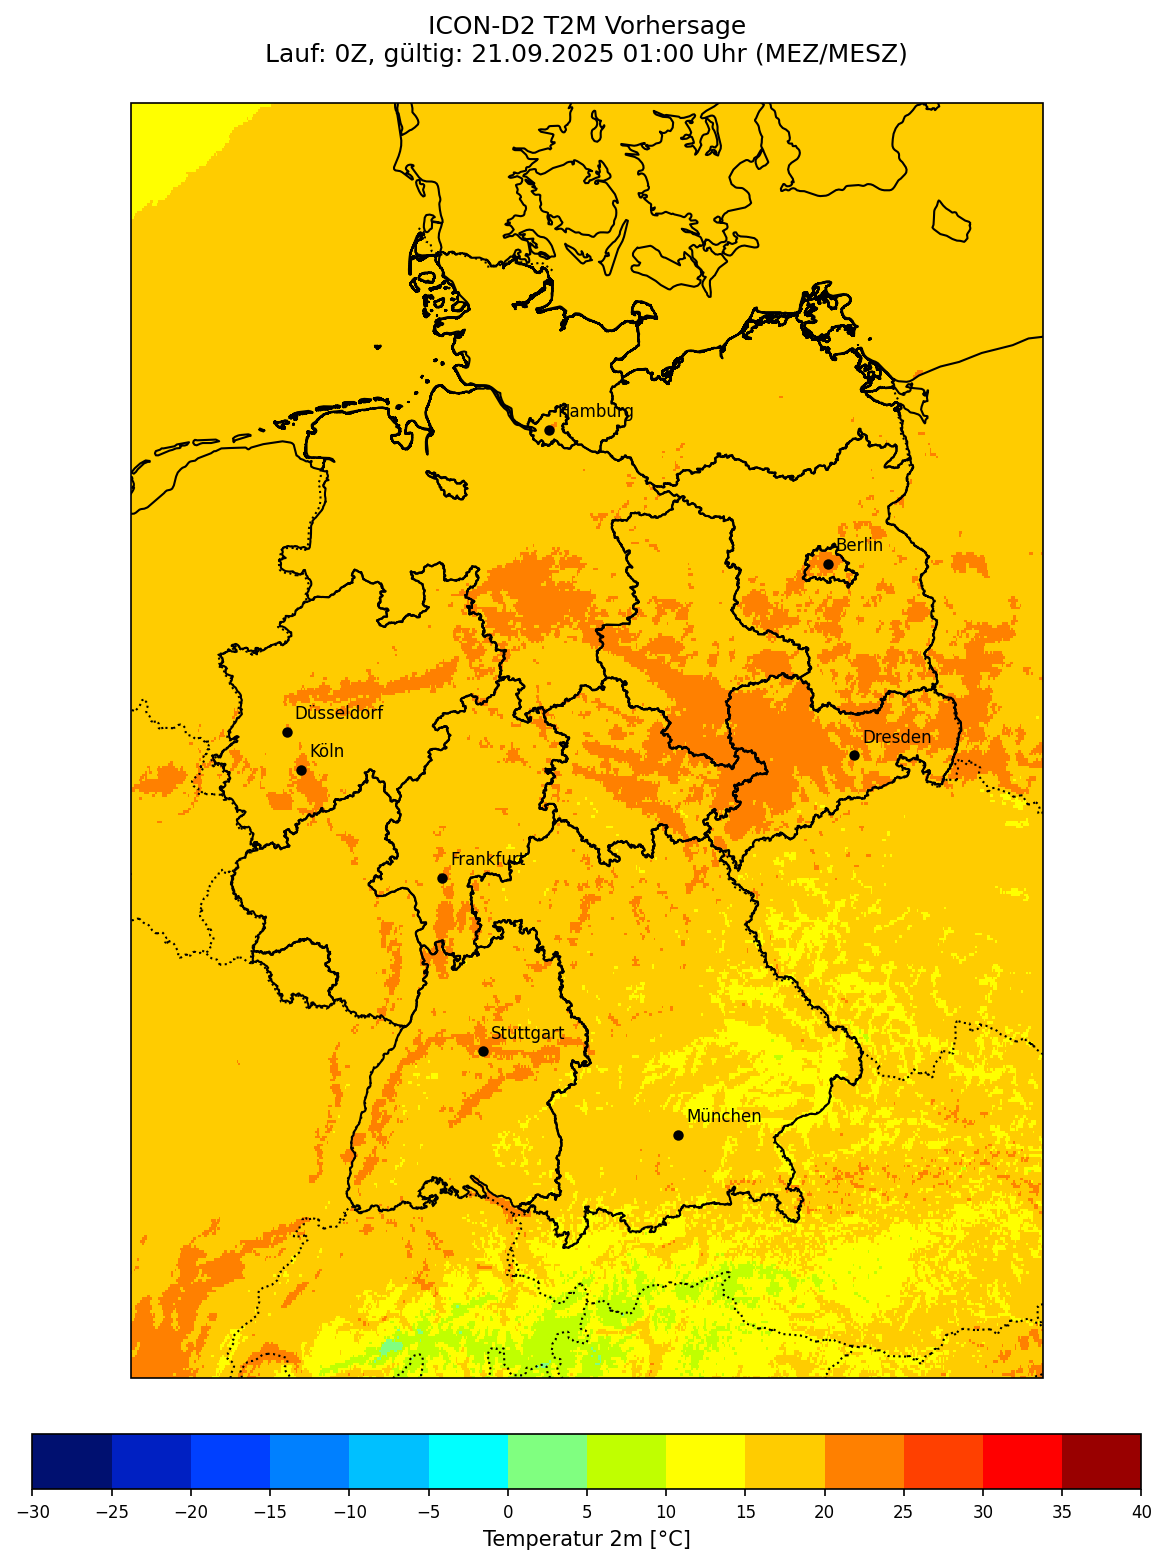 ICON-D2 T2M Vorhersage
Lauf: 0Z, gültig: 21.09.2025 01:00 Uhr (MEZ/MESZ)
Hamburg
Berlin
Düsseldorf
Dresden
Köln
Frankfurt
Stuttgart
München
−30 −25 −20 −15 −10 −5 0 5 10 15 20 25 30 35 40
Temperatur 2m [°C]